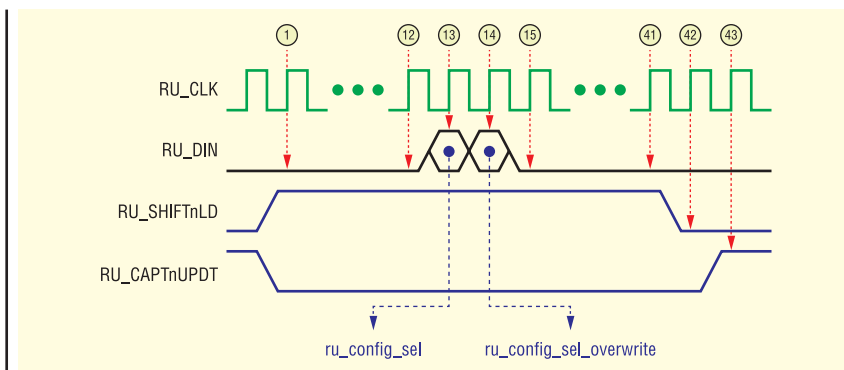 1 12 13 14 15 41 42 43
RU_CLK
RU_DIN
RU_SHIFTnLD
RU_CAPTnUPDT
ru_config_sel ru_config_sel_overwrite